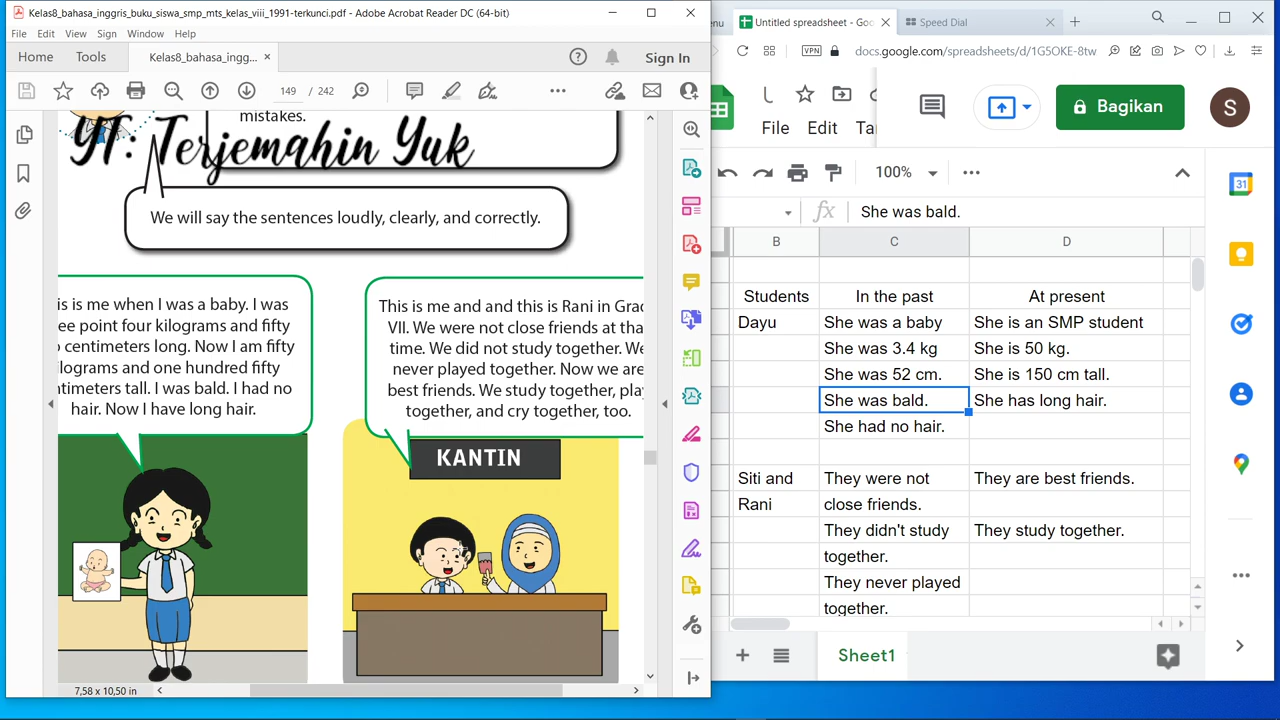 Kelas8_bahasa_inggris_buku_siswa_smp_mts_kelas_viii_1991-terkunci.pdf - Adobe Acrobat Reader DC (64-bit)
File Edit View Sign Window Help
Home Tools Kelas8_bahasa_ingg... × Sign In
149 / 242
mistakes.
YT: Terjemahin Yuk
We will say the sentences loudly, clearly, and correctly.
is is me when I was a baby. I was
ee point four kilograms and fifty
centimeters long. Now I am fifty
lograms and one hundred fifty
ntimeters tall. I was bald. I had no
hair. Now I have long hair.
This is me and and this is Rani in Grac
VII. We were not close friends at tha
time. We did not study together. We
never played together. Now we are
best friends. We study together, play
together, and cry together, too.
KANTIN
7,58 x 10,50 in
enu Untitled spreadsheet - Goo Speed Dial
VPN docs.google.com/spreadsheets/d/1G5OKE-8tw
Bagikan S
File Edit Ta
100%
fx She was bald.
B C D
Students In the past At present
Dayu She was a baby She is an SMP student
She was 3.4 kg She is 50 kg.
She was 52 cm. She is 150 cm tall.
She was bald. She has long hair.
She had no hair.
Siti and They were not They are best friends.
Rani close friends.
They didn't study They study together.
together.
They never played
together.
Sheet1
31